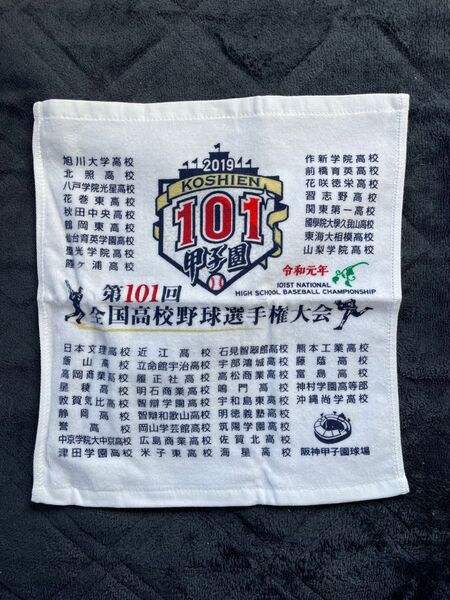 2019
KOSHIEN
101
甲子園
旭川大学高校
北照高校
八戸学院光星高校
花巻東高校
秋田中央高校
鶴岡東高校
仙台育英学園高校
聖光学院高校
霞ヶ浦高校
作新学院高校
前橋育英高校
花咲徳栄高校
習志野高校
関東第一高校
國學院大學久我山高校
東海大相模高校
山梨学院高校
令和元年
101ST NATIONAL
HIGH SCHOOL BASEBALL CHAMPIONSHIP
第101回
全国高校野球選手権大会
日本文理高校
飯山高校
高岡商業高校
星稜高校
敦賀気比高校
静岡高校
誉高校
中京学院大中京高校
津田学園高校
近江高校
立命館宇治高校
履正社高校
明石商業高校
智辯学園高校
智辯和歌山高校
岡山学芸館高校
広島商業高校
米子東高校
石見智翠館高校
宇部鴻城高校
高松商業高校
鳴門高校
宇和島東高校
明徳義塾高校
筑陽学園高校
佐賀北高校
海星高校
熊本工業高校
藤蔭高校
富島高校
神村学園高等部
沖縄尚学高校
阪神甲子園球場